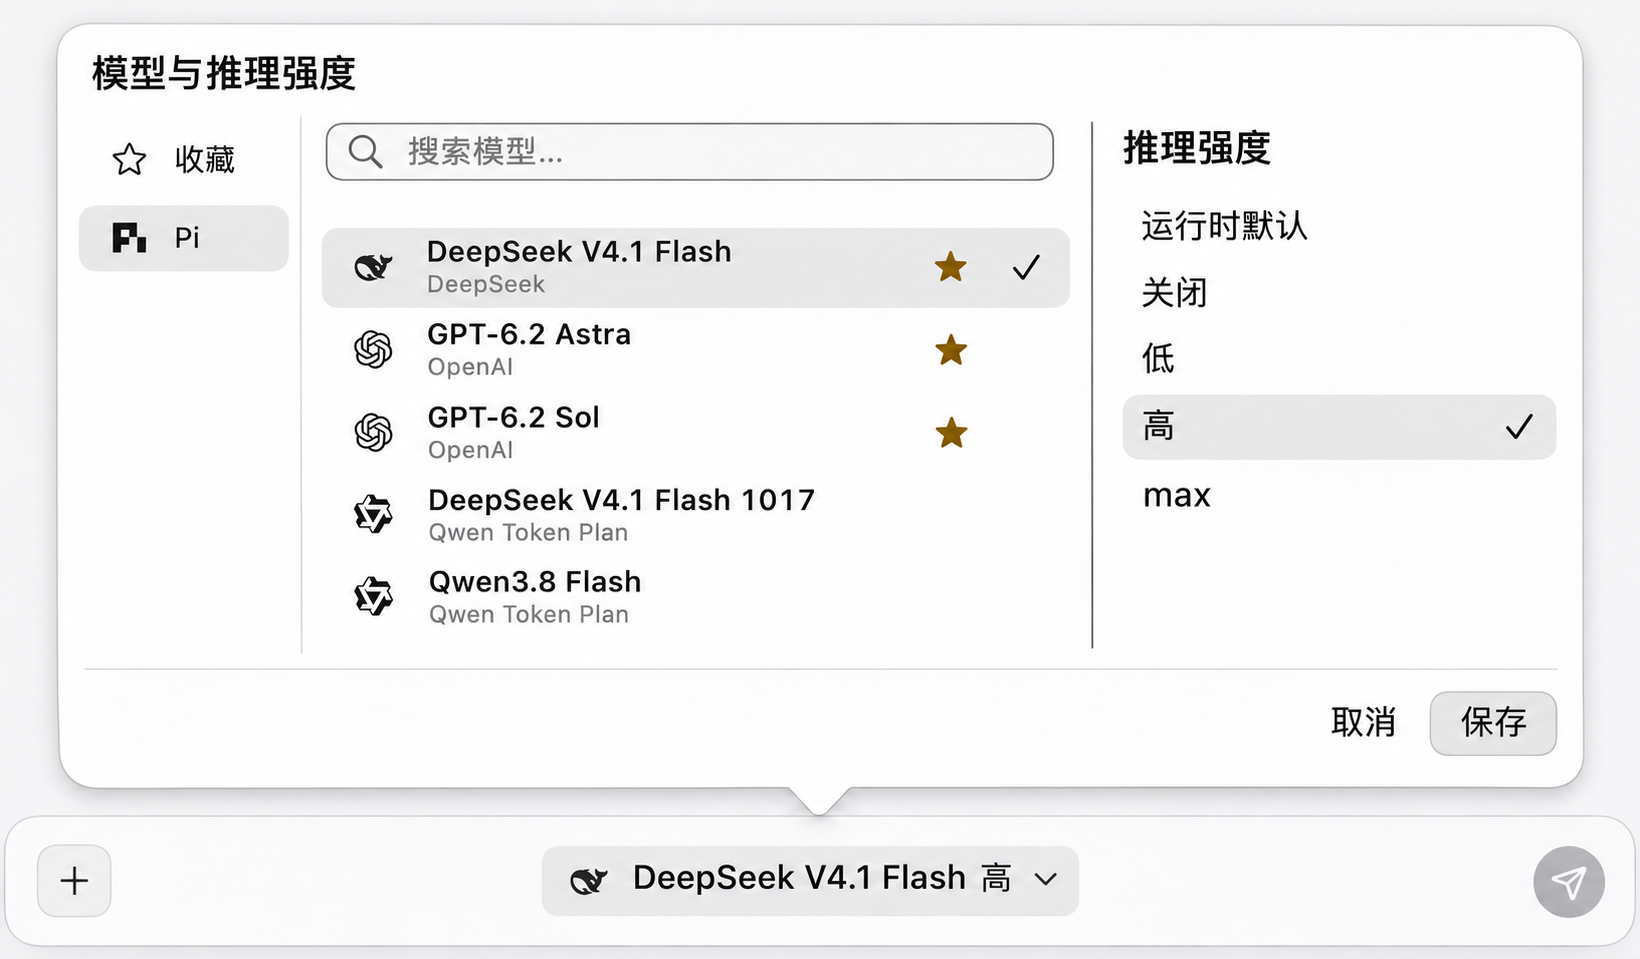 模型与推理强度
收藏
Pi
搜索模型...
DeepSeek V4.1 Flash
DeepSeek
GPT-6.2 Astra
OpenAI
GPT-6.2 Sol
OpenAI
DeepSeek V4.1 Flash 1017
Qwen Token Plan
Qwen3.8 Flash
Qwen Token Plan
推理强度
运行时默认
关闭
低
高
max
取消
保存
DeepSeek V4.1 Flash 高